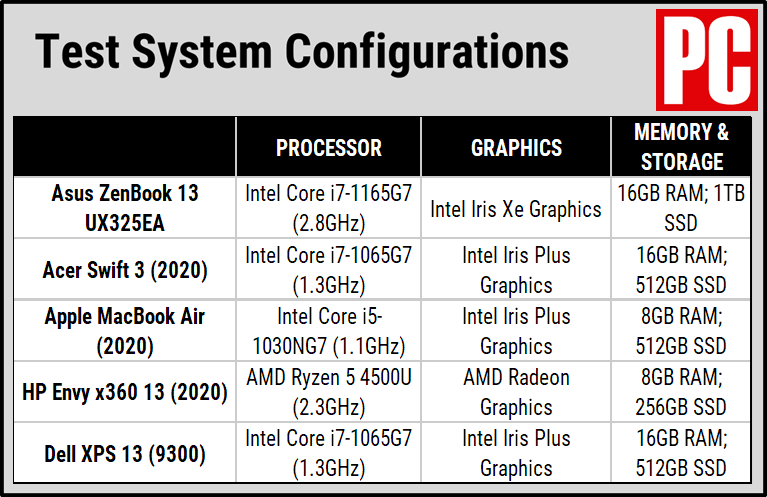 Test System Configurations
PC
PROCESSOR
GRAPHICS
MEMORY &
STORAGE
Asus ZenBook 13
UX325EA
Intel Core i7-1165G7
(2.8GHz)
Intel Iris Xe Graphics
16GB RAM; 1TB
SSD
Acer Swift 3 (2020)
Intel Core i7-1065G7
(1.3GHz)
Intel Iris Plus
Graphics
16GB RAM;
512GB SSD
Apple MacBook Air
(2020)
Intel Core i5-
1030NG7 (1.1GHz)
Intel Iris Plus
Graphics
8GB RAM;
512GB SSD
HP Envy x360 13 (2020)
AMD Ryzen 5 4500U
(2.3GHz)
AMD Radeon
Graphics
8GB RAM;
256GB SSD
Dell XPS 13 (9300)
Intel Core i7-1065G7
(1.3GHz)
Intel Iris Plus
Graphics
16GB RAM;
512GB SSD